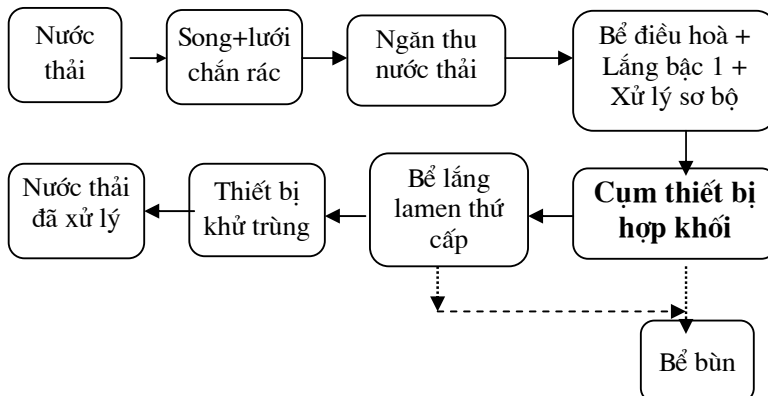 Nước
thải
Song+lưới
chắn rác
Ngăn thu
nước thải
Bể điều hoà +
Lắng bậc 1 +
Xử lý sơ bộ
Nước thải
đã xử lý
Thiết bị
khử trùng
Bể lắng
lamen thứ
cấp
Cụm thiết bị
hợp khối
Bể bùn